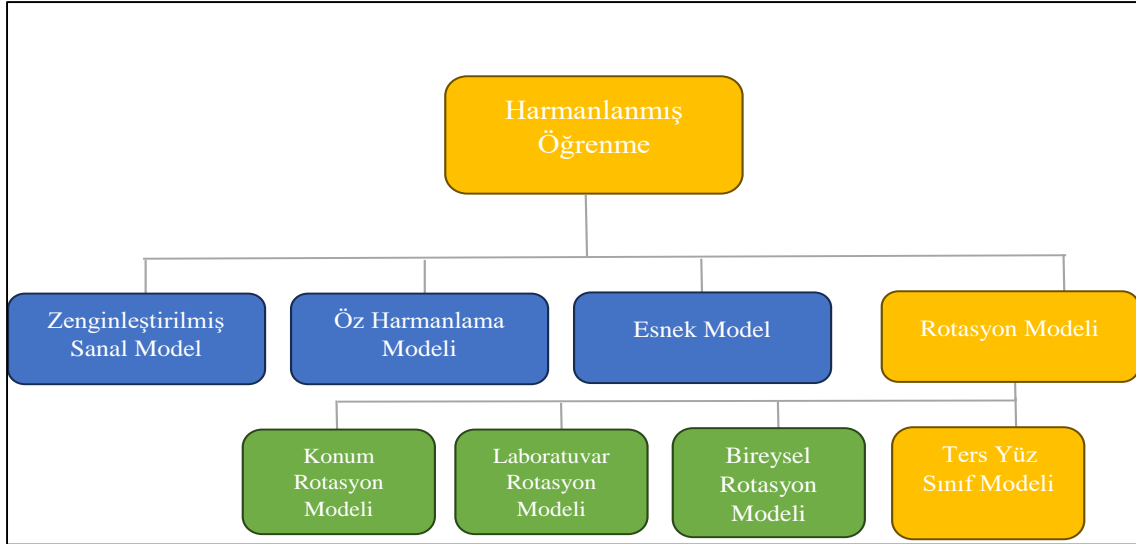 Harmanlanmış
Öğrenme
Zenginleştirilmiş
Sanal Model
Öz Harmanlama
Modeli
Esnek Model
Rotasyon Modeli
Konum
Rotasyon
Modeli
Laboratuvar
Rotasyon
Modeli
Bireysel
Rotasyon
Modeli
Ters Yüz
Sınıf Modeli